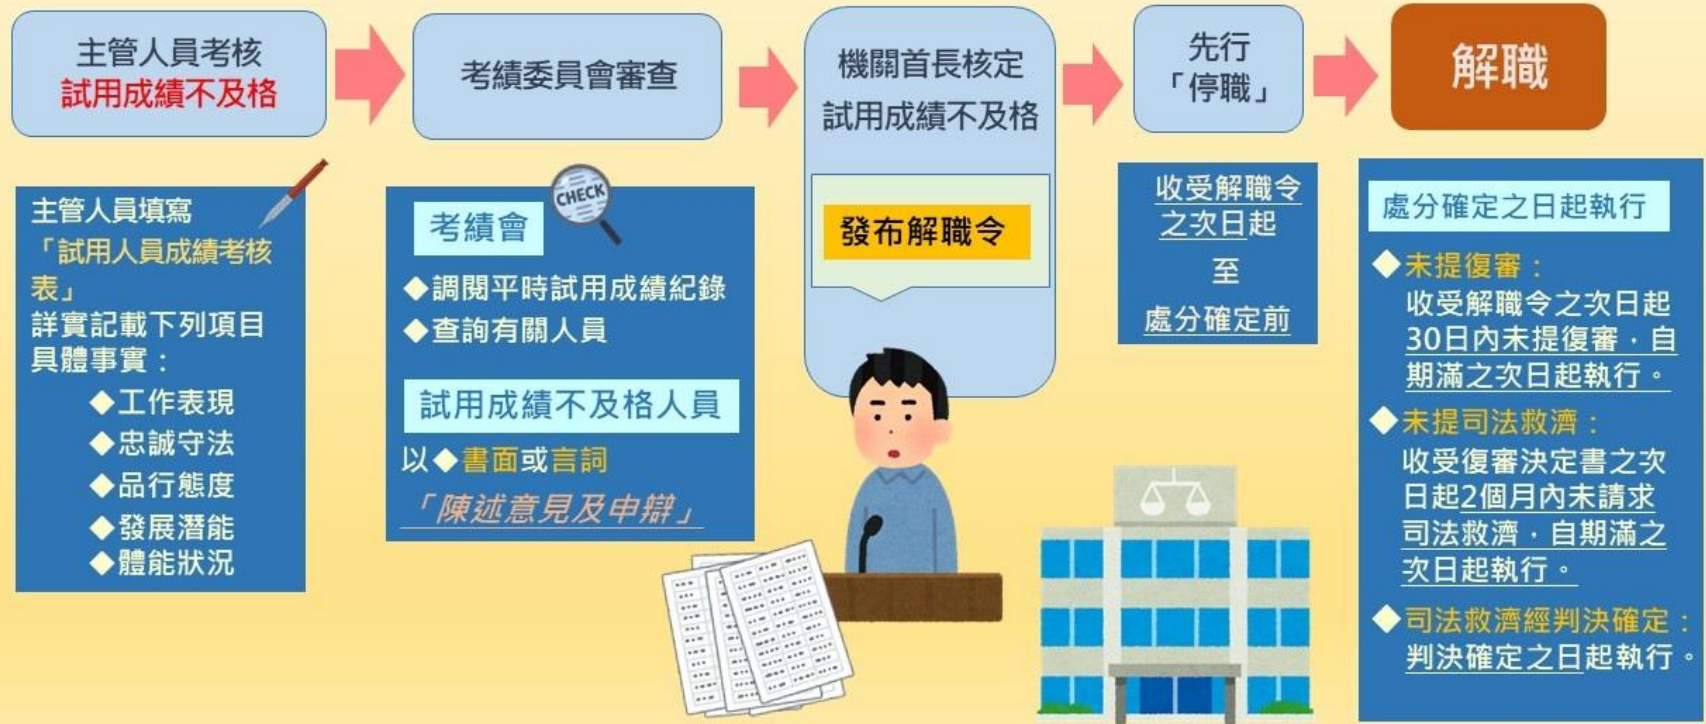 主管人員考核
試用成績不及格
考績委員會審查
機關首長核定
試用成績不及格
先行
「停職」
解職
主管人員填寫
「試用人員成績考核
表」
詳實記載下列項目
具體事實：
◆工作表現
◆忠誠守法
◆品行態度
◆發展潛能
◆體能狀況
CHECK
考績會
◆調閱平時試用成績紀錄
◆查詢有關人員
試用成績不及格人員
以◆書面或言詞
「陳述意見及申辯」
發布解職令
收受解職令
之次日起
至
處分確定前
處分確定之日起執行
◆未提復審：
收受解職令之次日起
30日內未提復審，自
期滿之次日起執行。
◆未提司法救濟：
收受復審決定書之次
日起2個月內未請求
司法救濟，自期滿之
次日起執行。
◆司法救濟經判決確定：
判決確定之日起執行。